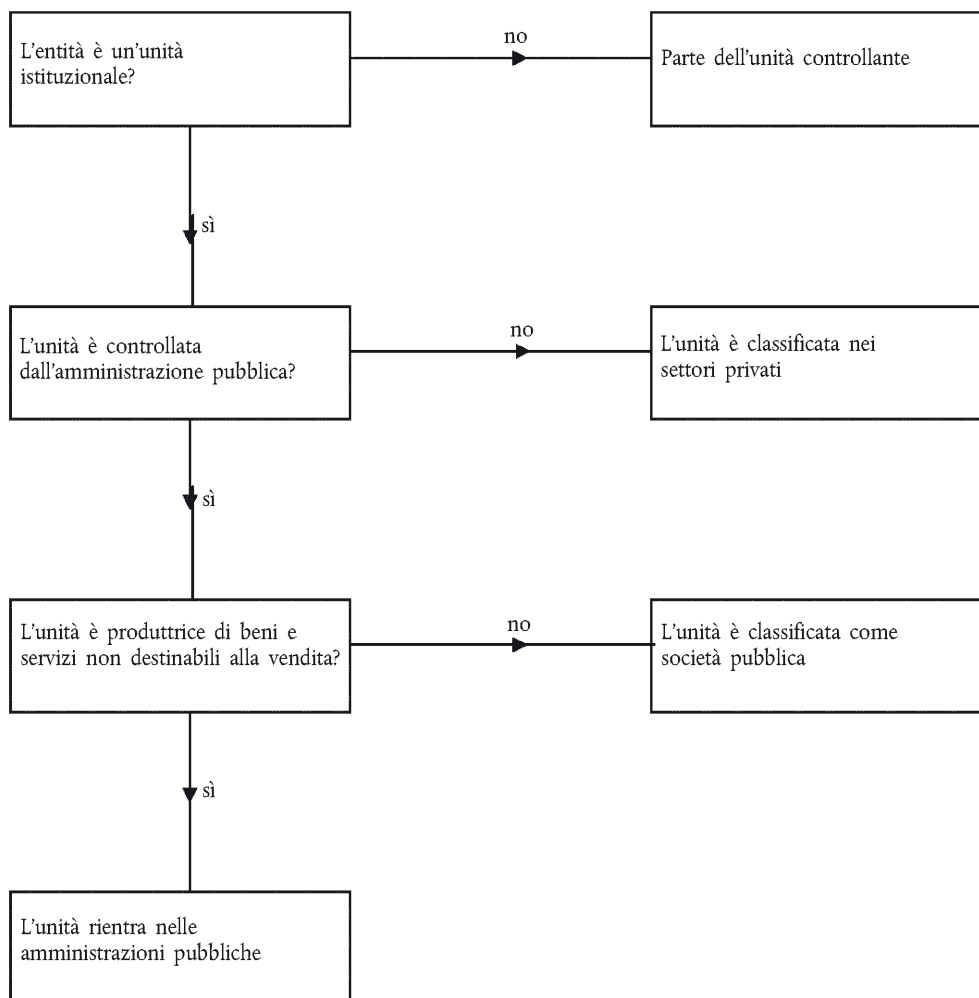 L'entità è un'unità
istituzionale?
no
Parte dell'unità controllante
sì
L'unità è controllata
dall'amministrazione pubblica?
no
L'unità è classificata nei
settori privati
sì
L'unità è produttrice di beni e
servizi non destinabili alla vendita?
no
L'unità è classificata come
società pubblica
sì
L'unità rientra nelle
amministrazioni pubbliche